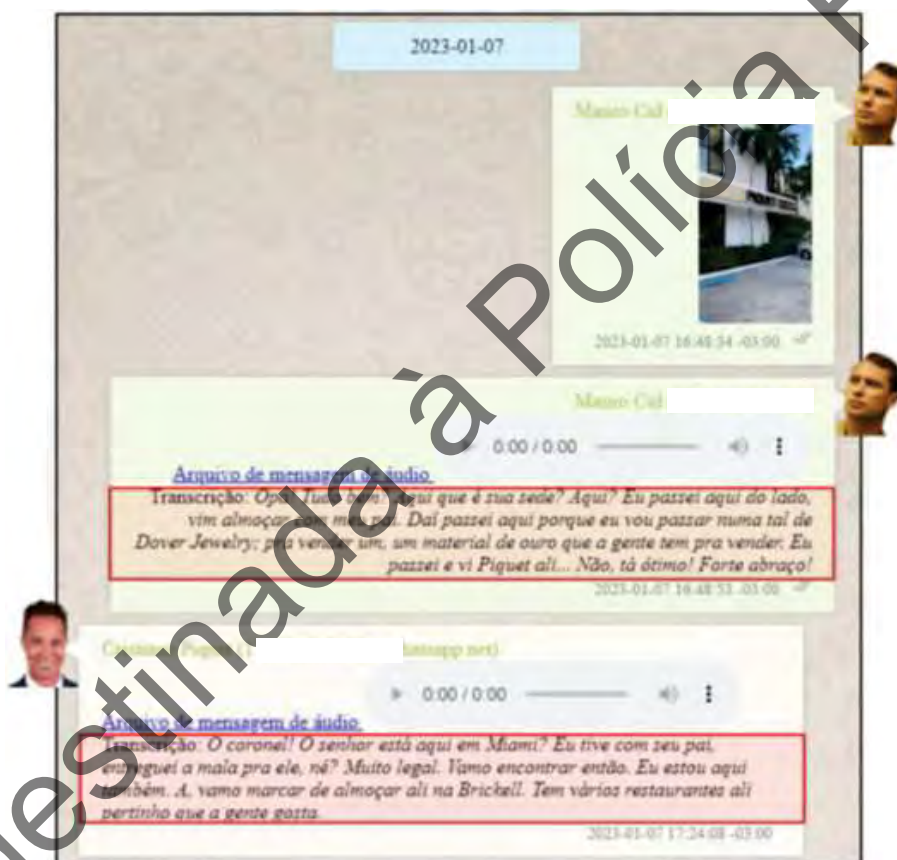 2023-01-07
Mauro Cid
2023-01-07 16:48:34 -03:00
Mauro Cid
0:00 / 0:00
Arquivo de mensagem de áudio
Transcrição: aqui que é sua sede? Aqui? Eu passei aqui do lado,
vim almoçar com meu pai. Daí passei aqui porque eu vou passar numa tal de
Dover Jewelry; pra vender um, um material de ouro que a gente tem pra vender. Eu
passei e vi Piquet ali... Não, tá ótimo! Forte abraço!
2023-01-07 16:48:53 -03:00
Piquet
0:00 / 0:00
Arquivo de mensagem de áudio
Transcrição: O coronel! O senhor está aqui em Miami? Eu tive com seu pai,
entreguei a mala pra ele, né? Muito legal. Vamo encontrar então. Eu estou aqui
também. A, vamo marcar de almoçar ali na Brickell. Tem vários restaurantes ali
pertinho que a gente gosta.
2023-01-07 17:24:08 -03:00
destinada à Polícia